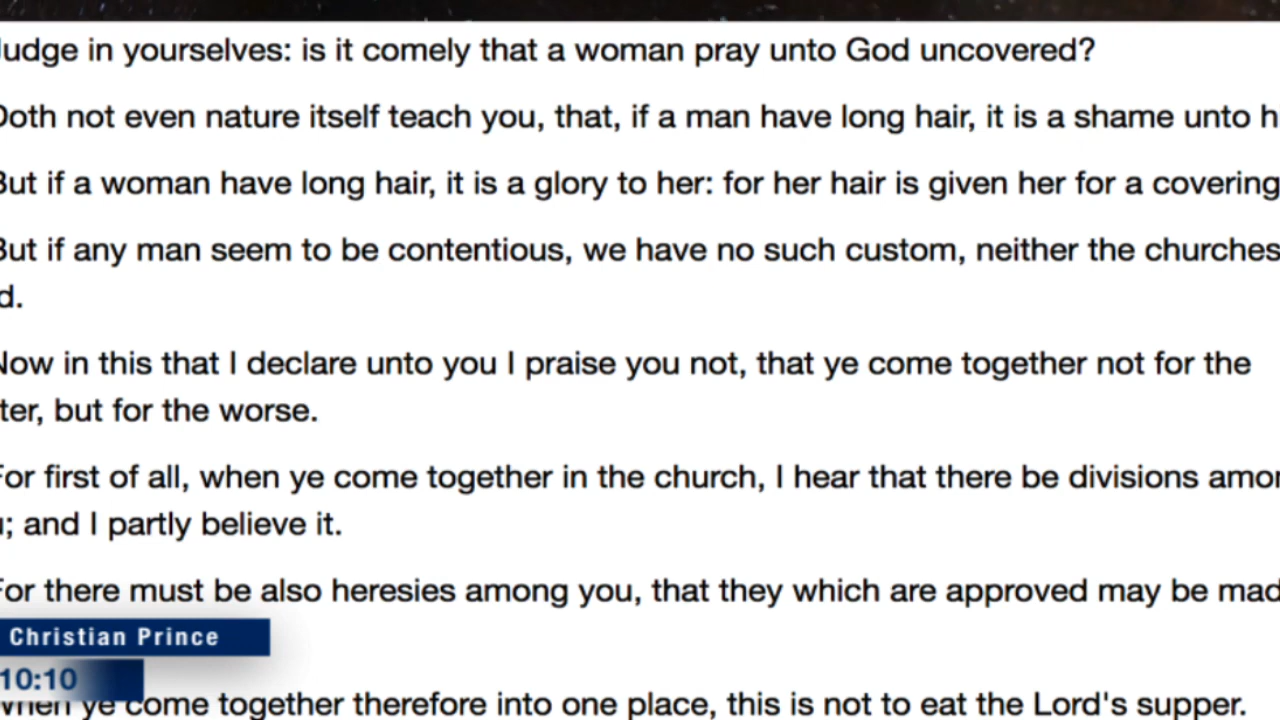 Judge in yourselves: is it comely that a woman pray unto God uncovered?
Doth not even nature itself teach you, that, if a man have long hair, it is a shame unto h
But if a woman have long hair, it is a glory to her: for her hair is given her for a covering
But if any man seem to be contentious, we have no such custom, neither the churches
d.
Now in this that I declare unto you I praise you not, that ye come together not for the
ter, but for the worse.
For first of all, when ye come together in the church, I hear that there be divisions amon
u; and I partly believe it.
For there must be also heresies among you, that they which are approved may be mad
Christian Prince
10:10
When ye come together therefore into one place, this is not to eat the Lord's supper.